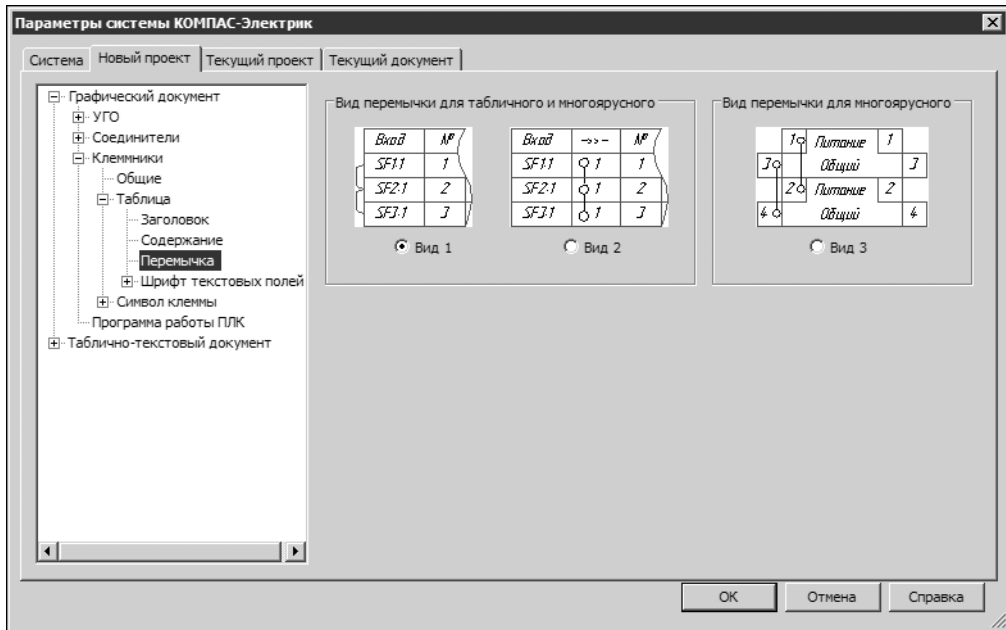 Параметры системы КОМПАС-Электрик
Система Новый проект Текущий проект Текущий документ
Графический документ
УГО
Соединители
Клеммники
Общие
Таблица
Заголовок
Содержание
Перемычка
Шрифт текстовых полей
Символ клеммы
Программа работы ПЛК
Таблично-текстовый документ
Вид перемычки для табличного и многоярусного
Вход №
SF1:1 1
SF2:1 2
SF3:1 3
Вид 1
Вход ->>- №
SF1:1 1 1
SF2:1 1 2
SF3:1 1 3
Вид 2
Вид перемычки для многоярусного
1 Питание 1
3 Общий 3
2 Питание 2
4 Общий 4
Вид 3
ОК Отмена Справка